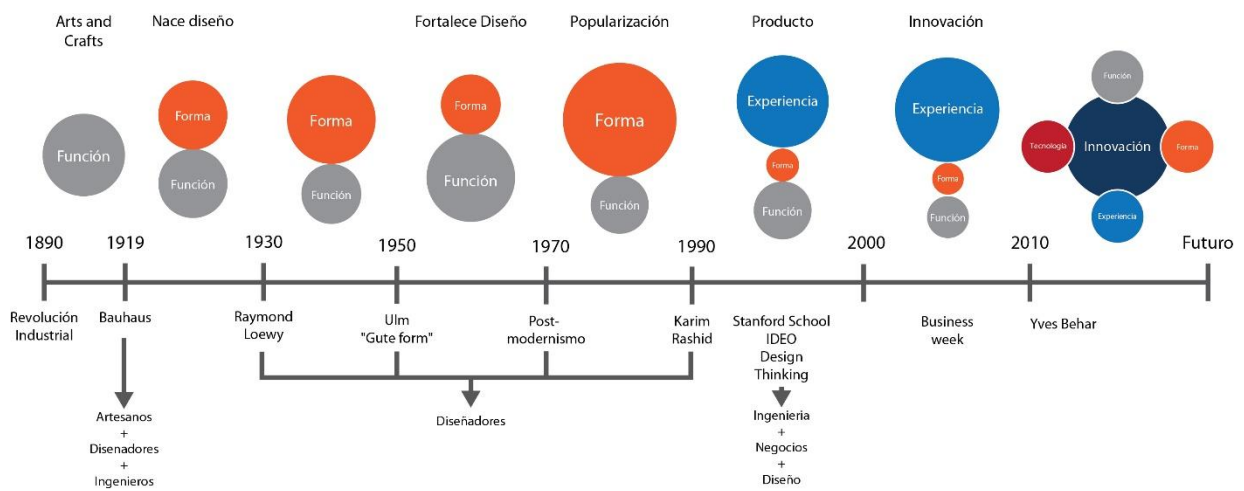 Arts and
Crafts
Nace diseño
Fortalece Diseño
Popularización
Producto
Innovación
Función
Forma
Función
Forma
Función
Forma
Función
Forma
Función
Experiencia
Forma
Función
Experiencia
Forma
Función
Función
Tecnología
Innovación
Forma
Experiencia
1890
1919
1930
1950
1970
1990
2000
2010
Futuro
Revolución
Industrial
Bauhaus
Raymond
Loewy
Ulm
"Gute form"
Post-
modernismo
Karim
Rashid
Stanford School
IDEO
Design
Thinking
Business
week
Yves Behar
Artesanos
+
Disenadores
+
Ingenieros
Diseñadores
Ingenieria
+
Negocios
+
Diseño